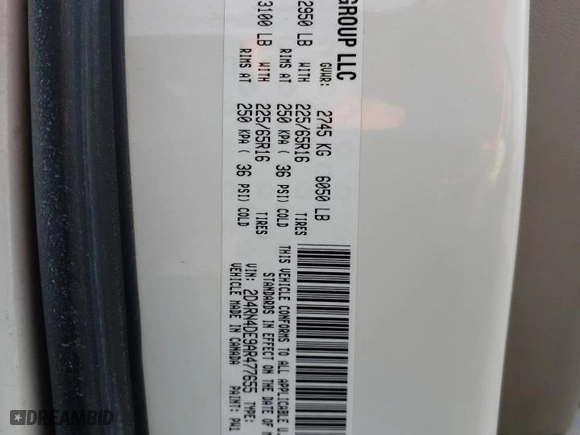 GROUP LLC
GVWR: 2745 KG 6050 LB
2950 LB WITH 225/65R16 TIRES
RIMS AT 250 KPA ( 36 PSI) COLD
3100 LB WITH 225/65R16 TIRES
RIMS AT 250 KPA ( 36 PSI) COLD
THIS VEHICLE CONFORMS TO ALL APPLICABLE U.
STANDARDS IN EFFECT ON THE DATE OF
VIN: 2D4RN4DE9AR477655 TYPE:
VEHICLE MADE IN CANADA PAINT: PW1
DREAMBID